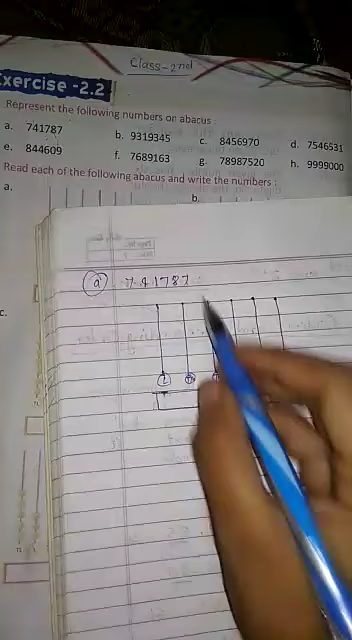 Class - 2nd
Exercise -2.2
Represent the following numbers on abacus :
a. 741787 b. 9319345 c. 8456970 d. 7546531
e. 844609 f. 7689163 g. 78987520 h. 9999000
Read each of the following abacus and write the numbers :
a. b.
a 741787
c.
L